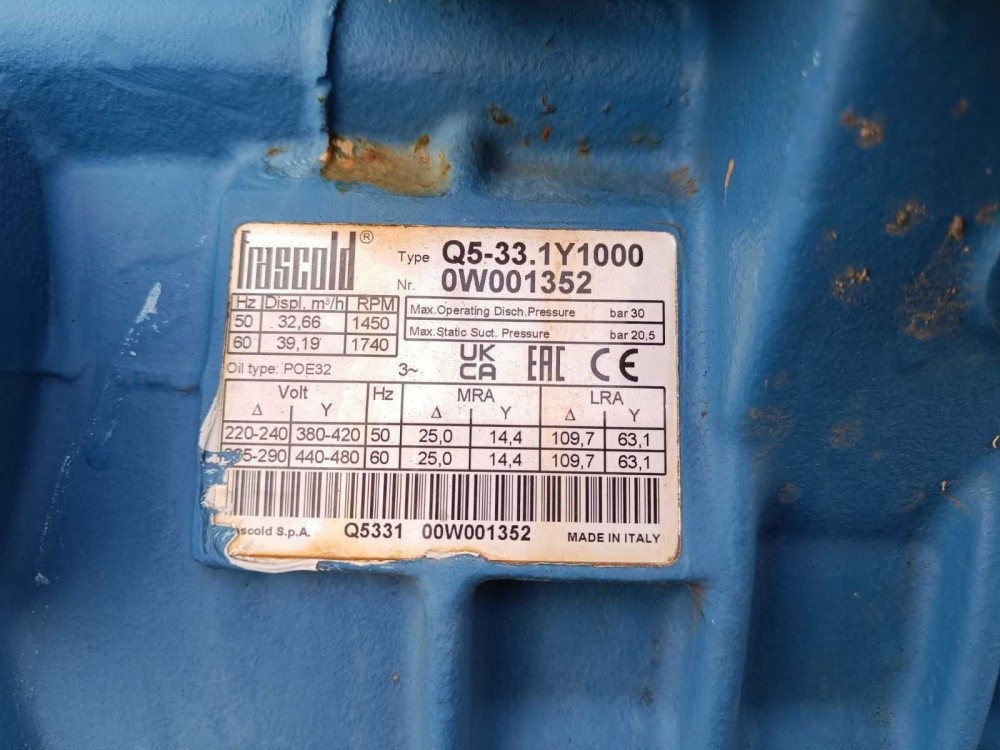 frascold®
Type Q5-33.1Y1000
Nr. 0W001352
Hz Displ. m³/h RPM
50 32,66 1450
60 39,19 1740
Max.Operating Disch.Pressure bar 30
Max.Static Suct. Pressure bar 20,5
Oil type: POE32 3~ UK CA EAC CE
Volt Hz MRA LRA
Δ Y Δ Y Δ Y
220-240 380-420 50 25,0 14,4 109,7 63,1
440-480 60 25,0 14,4 109,7 63,1
S.p.A. Q5331 00W001352 MADE IN ITALY